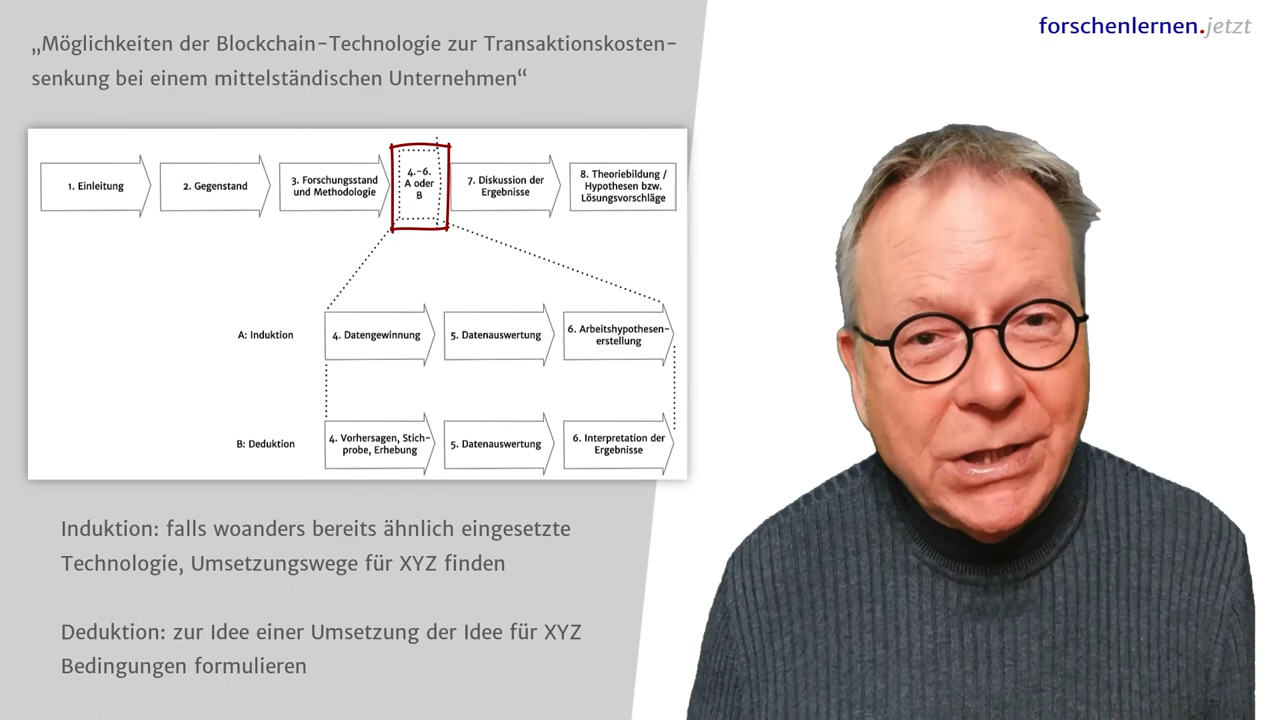 forschenlernen.jetzt
„Möglichkeiten der Blockchain-Technologie zur Transaktionskosten-
senkung bei einem mittelständischen Unternehmen“
1. Einleitung
2. Gegenstand
3. Forschungsstand
und Methodologie
4.-6.
A oder
B
7. Diskussion der
Ergebnisse
8. Theoriebildung /
Hypothesen bzw.
Lösungsvorschläge
A: Induktion
4. Datengewinnung
5. Datenauswertung
6. Arbeitshypothesen-
erstellung
B: Deduktion
4. Vorhersagen, Stich-
probe, Erhebung
5. Datenauswertung
6. Interpretation der
Ergebnisse
Induktion: falls woanders bereits ähnlich eingesetzte
Technologie, Umsetzungswege für XYZ finden
Deduktion: zur Idee einer Umsetzung der Idee für XYZ
Bedingungen formulieren